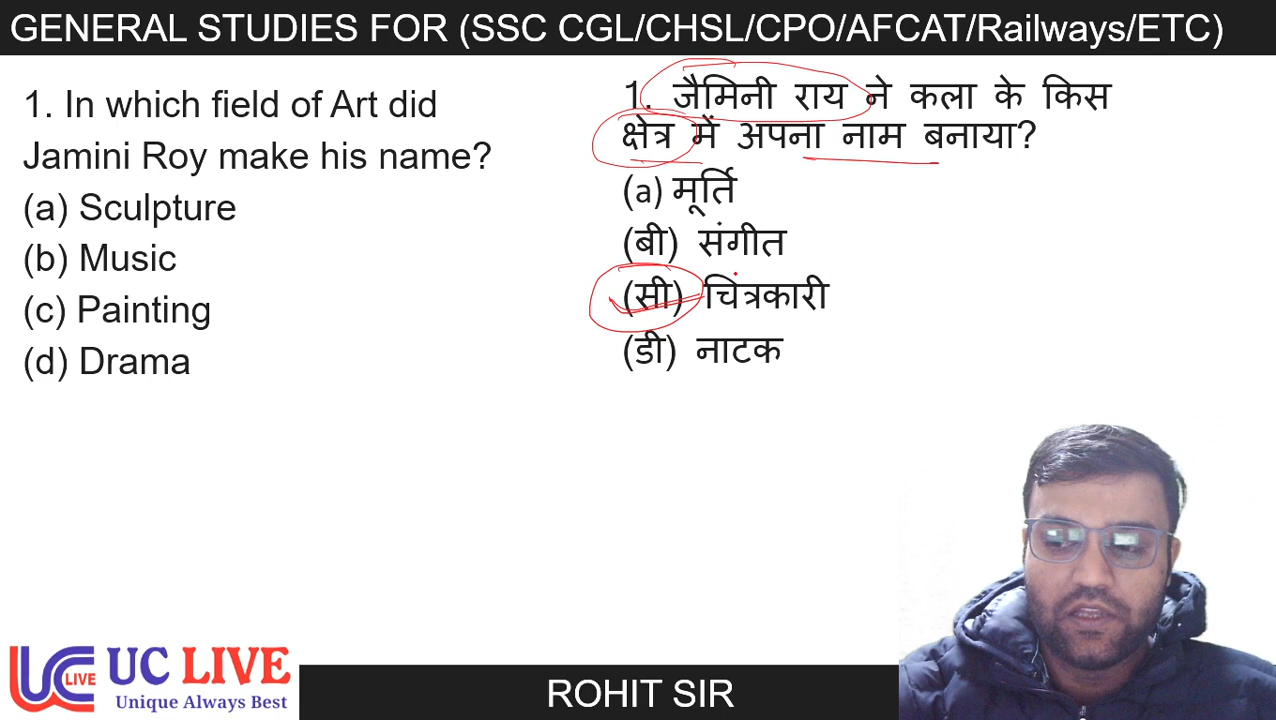 GENERAL STUDIES FOR (SSC CGL/CHSL/CPO/AFCAT/Railways/ETC)
1. In which field of Art did
Jamini Roy make his name?
(a) Sculpture
(b) Music
(c) Painting
(d) Drama
1. जैमिनी राय ने कला के किस
क्षेत्र में अपना नाम बनाया?
(a) मूर्ति
(बी) संगीत
(सी) चित्रकारी
(डी) नाटक
UC LIVE
LIVE
Unique Always Best
ROHIT SIR